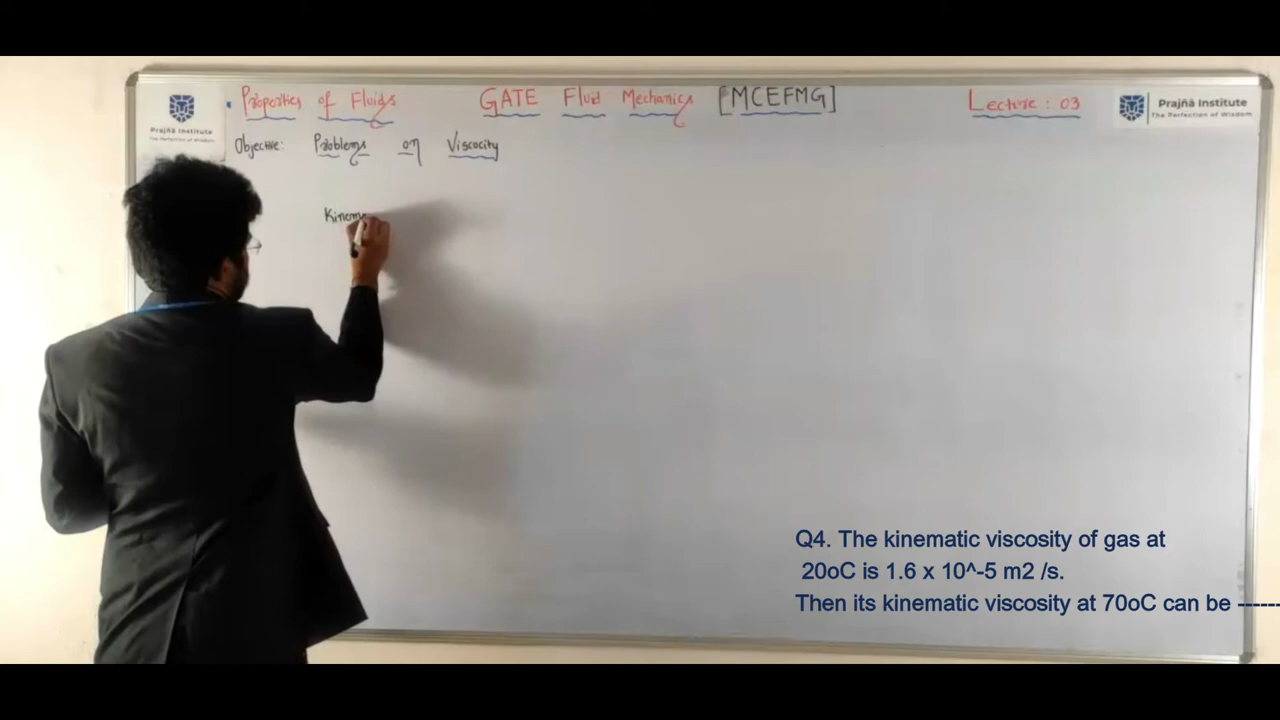 Properties of Fluids GATE Fluid Mechanics [MCEFMG] Lecture : 03
Prajñā Institute
The Perfection of Wisdom
Prajñā Institute
The Perfection of Wisdom
Objective: Problems on Viscocity
Kinem
Q4. The kinematic viscosity of gas at
20oC is 1.6 x 10^-5 m2 /s.
Then its kinematic viscosity at 70oC can be ------